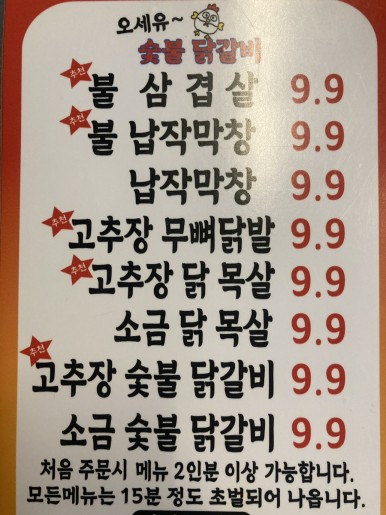 오세유~
숯불 닭갈비
추천 불 삼겹살 9.9
추천 불 납작막창 9.9
납작막창 9.9
추천 고추장 무뼈닭발 9.9
추천 고추장 닭 목살 9.9
소금 닭 목살 9.9
추천 고추장 숯불 닭갈비 9.9
소금 숯불 닭갈비 9.9
처음 주문시 메뉴 2인분 이상 가능합니다.
모든메뉴는 15분 정도 초벌되어 나옵니다.